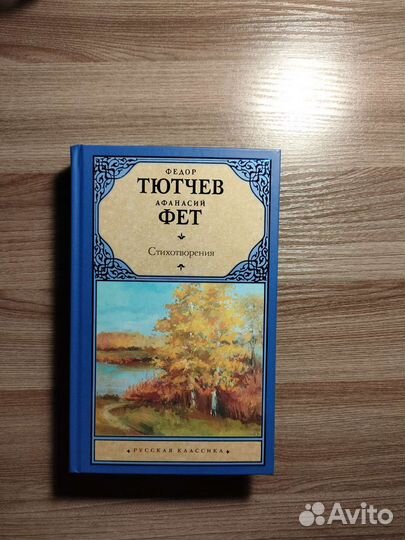 ФЕДОР
ТЮТЧЕВ
АФАНАСИЙ
ФЕТ
Стихотворения
РУССКАЯ КЛАССИКА
Avito